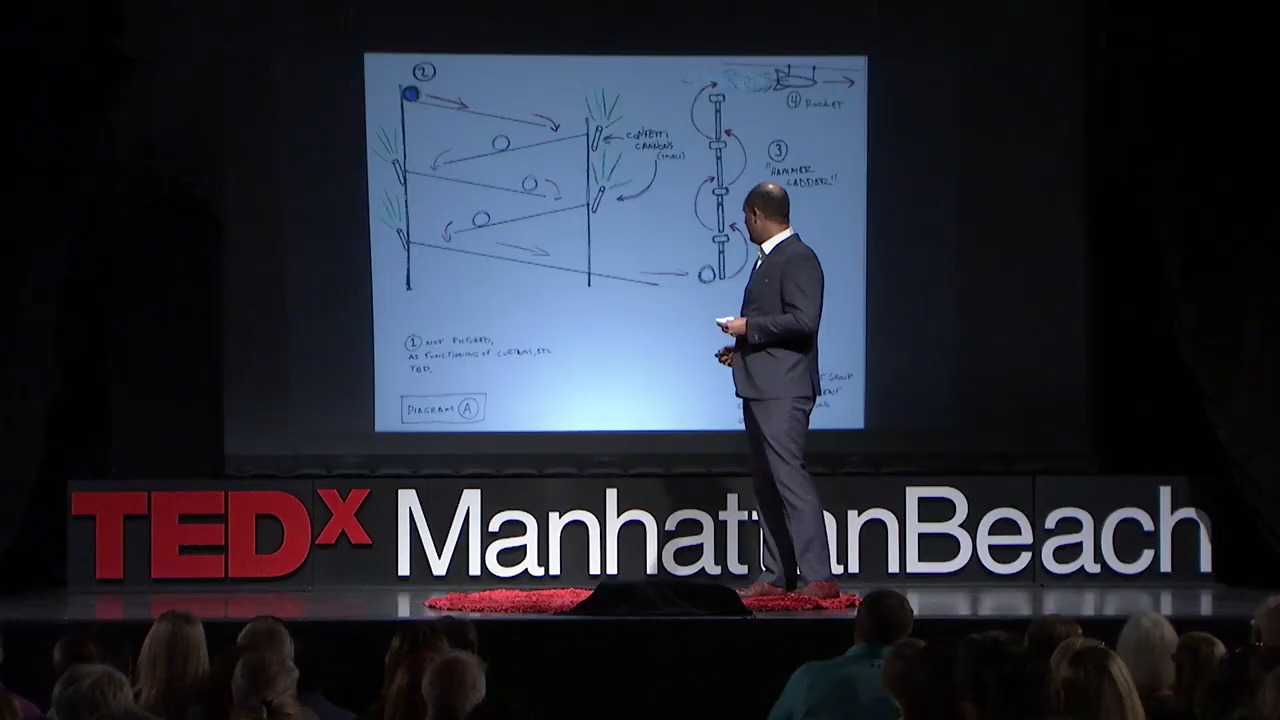 2
4 ROCKET
CONFETTI
CANNONS
(SMALL)
3
"HAMMER
LADDER"
1 NOT PICTURED,
AS FUNCTIONING OF CURTAINS, ETC
TBD.
DIAGRAM A
GROUP
TEDx ManhattanBeach